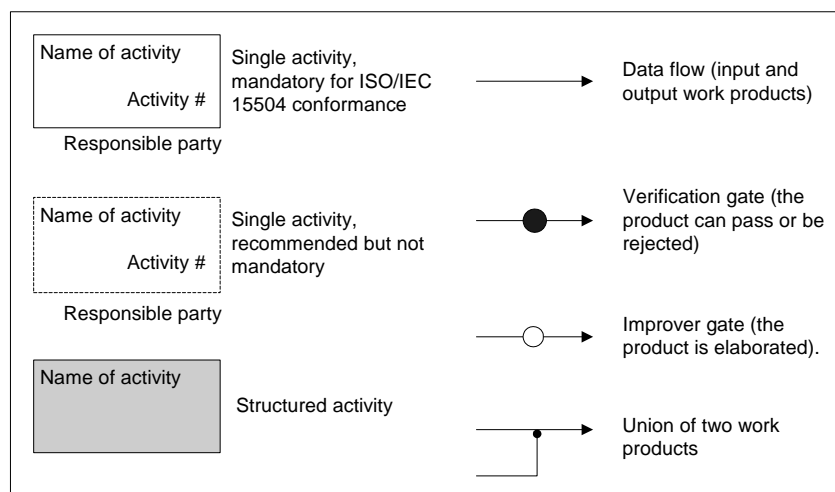 Name of activity
Activity #
Responsible party
Single activity,
mandatory for ISO/IEC
15504 conformance
Data flow (input and
output work products)
Name of activity
Activity #
Responsible party
Single activity,
recommended but not
mandatory
Verification gate (the
product can pass or be
rejected)
Improver gate (the
product is elaborated).
Name of activity
Structured activity
Union of two work
products